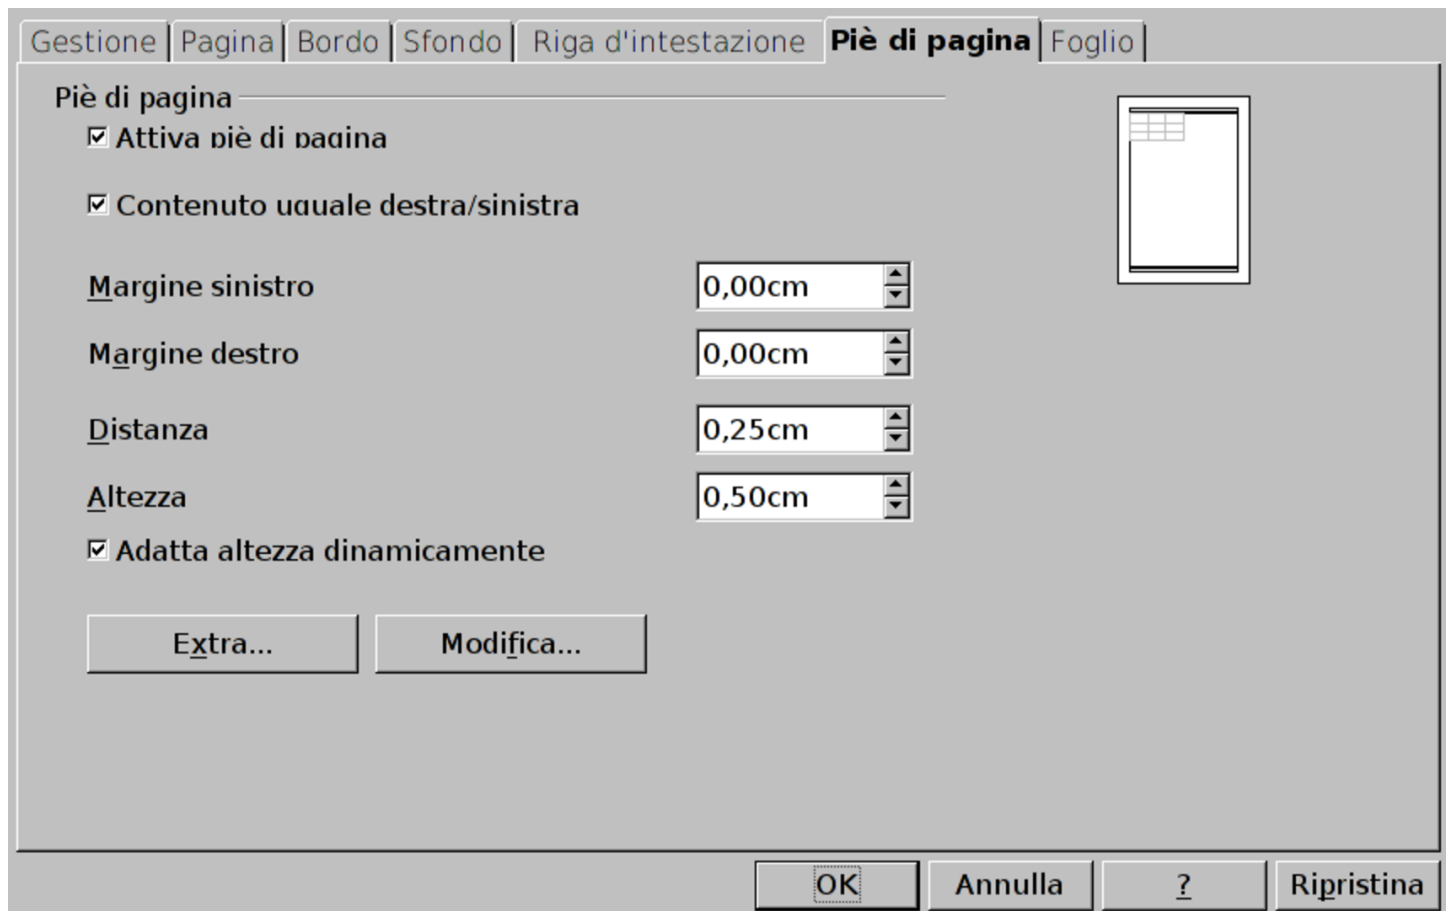 Gestione Pagina Bordo Sfondo Riga d'intestazione Piè di pagina Foglio
Piè di pagina
Attiva piè di pagina
Contenuto uguale destra/sinistra
Margine sinistro 0,00cm
Margine destro 0,00cm
Distanza 0,25cm
Altezza 0,50cm
Adatta altezza dinamicamente
Extra... Modifica...
OK Annulla ? Ripristina